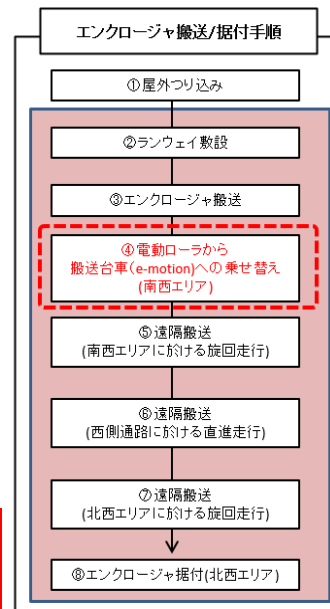 エンクロージャ搬送/据付手順
①屋外つり込み
②ランウェイ敷設
③エンクロージャ搬送
④電動ローラから
搬送台車(e-motion)への乗せ替え
(南西エリア)
⑤遠隔搬送
(南西エリアに於ける旋回走行)
⑥遠隔搬送
(西側通路に於ける直進走行)
⑦遠隔搬送
(北西エリアに於ける旋回走行)
⑧エンクロージャ据付(北西エリア)